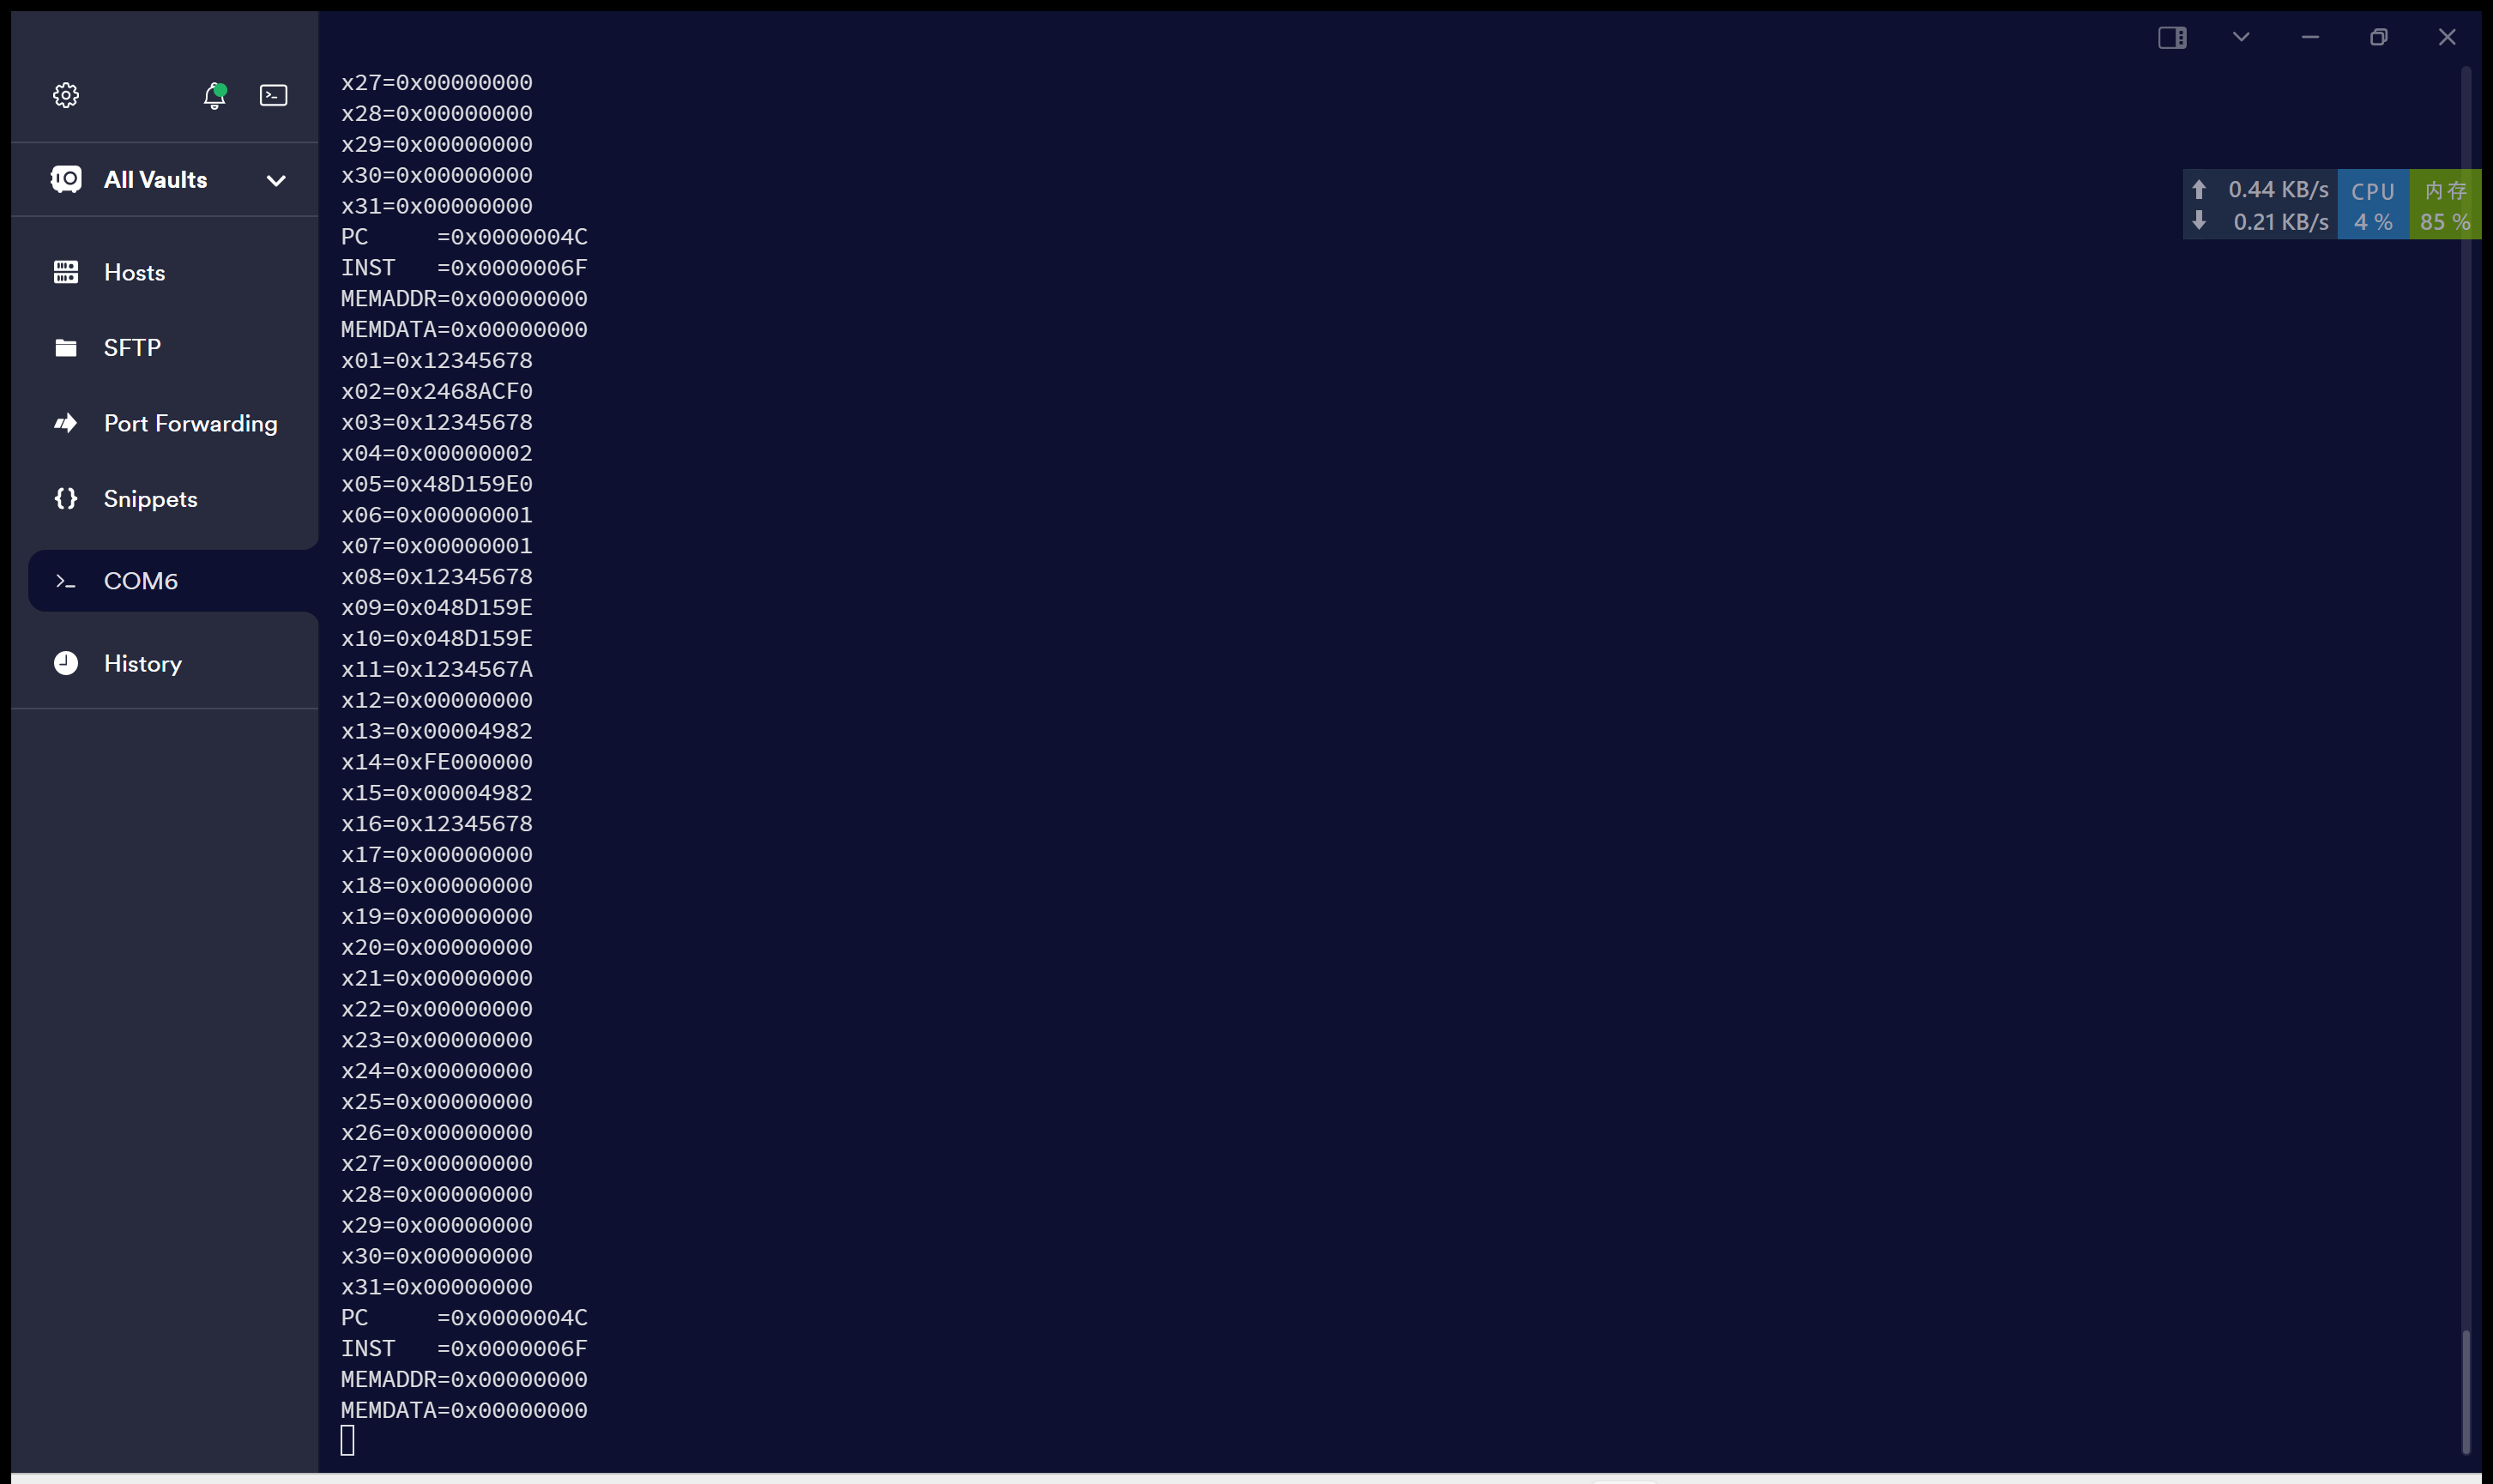 All Vaults
Hosts
SFTP
Port Forwarding
Snippets
COM6
History
x27=0x00000000
x28=0x00000000
x29=0x00000000
x30=0x00000000
x31=0x00000000
PC     =0x0000004C
INST   =0x0000006F
MEMADDR=0x00000000
MEMDATA=0x00000000
x01=0x12345678
x02=0x2468ACF0
x03=0x12345678
x04=0x00000002
x05=0x48D159E0
x06=0x00000001
x07=0x00000001
x08=0x12345678
x09=0x048D159E
x10=0x048D159E
x11=0x1234567A
x12=0x00000000
x13=0x00004982
x14=0xFE000000
x15=0x00004982
x16=0x12345678
x17=0x00000000
x18=0x00000000
x19=0x00000000
x20=0x00000000
x21=0x00000000
x22=0x00000000
x23=0x00000000
x24=0x00000000
x25=0x00000000
x26=0x00000000
x27=0x00000000
x28=0x00000000
x29=0x00000000
x30=0x00000000
x31=0x00000000
PC     =0x0000004C
INST   =0x0000006F
MEMADDR=0x00000000
MEMDATA=0x00000000
0.44 KB/s CPU 内存
0.21 KB/s 4 % 85 %